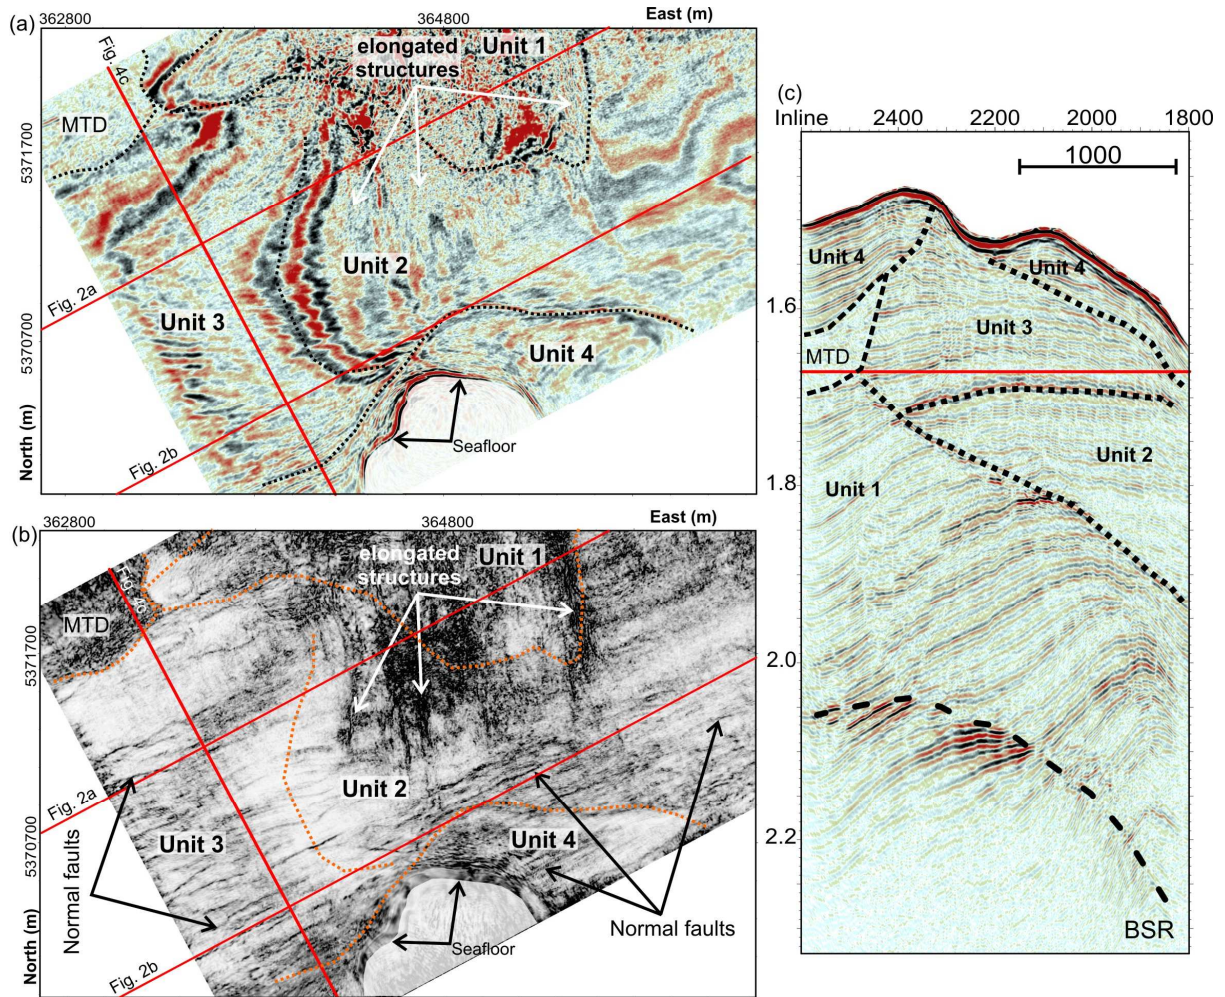 (a)
362800
364800
East (m)
Fig. 4c
elongated
structures
Unit 1
MTD
5371700
Unit 2
Fig. 2a
Unit 3
5370700
Unit 4
North (m)
Fig. 2b
Seafloor
(b)
362800
364800
East (m)
Fig. 4c
elongated
structures
Unit 1
MTD
5371700
Unit 2
Fig. 2a
Unit 3
5370700
Unit 4
Normal faults
Normal faults
North (m)
Fig. 2b
Seafloor
(c)
Inline
2400
2200
2000
1800
1000
Unit 4
Unit 4
1.6
Unit 3
MTD
Unit 2
1.8
Unit 1
2.0
2.2
BSR